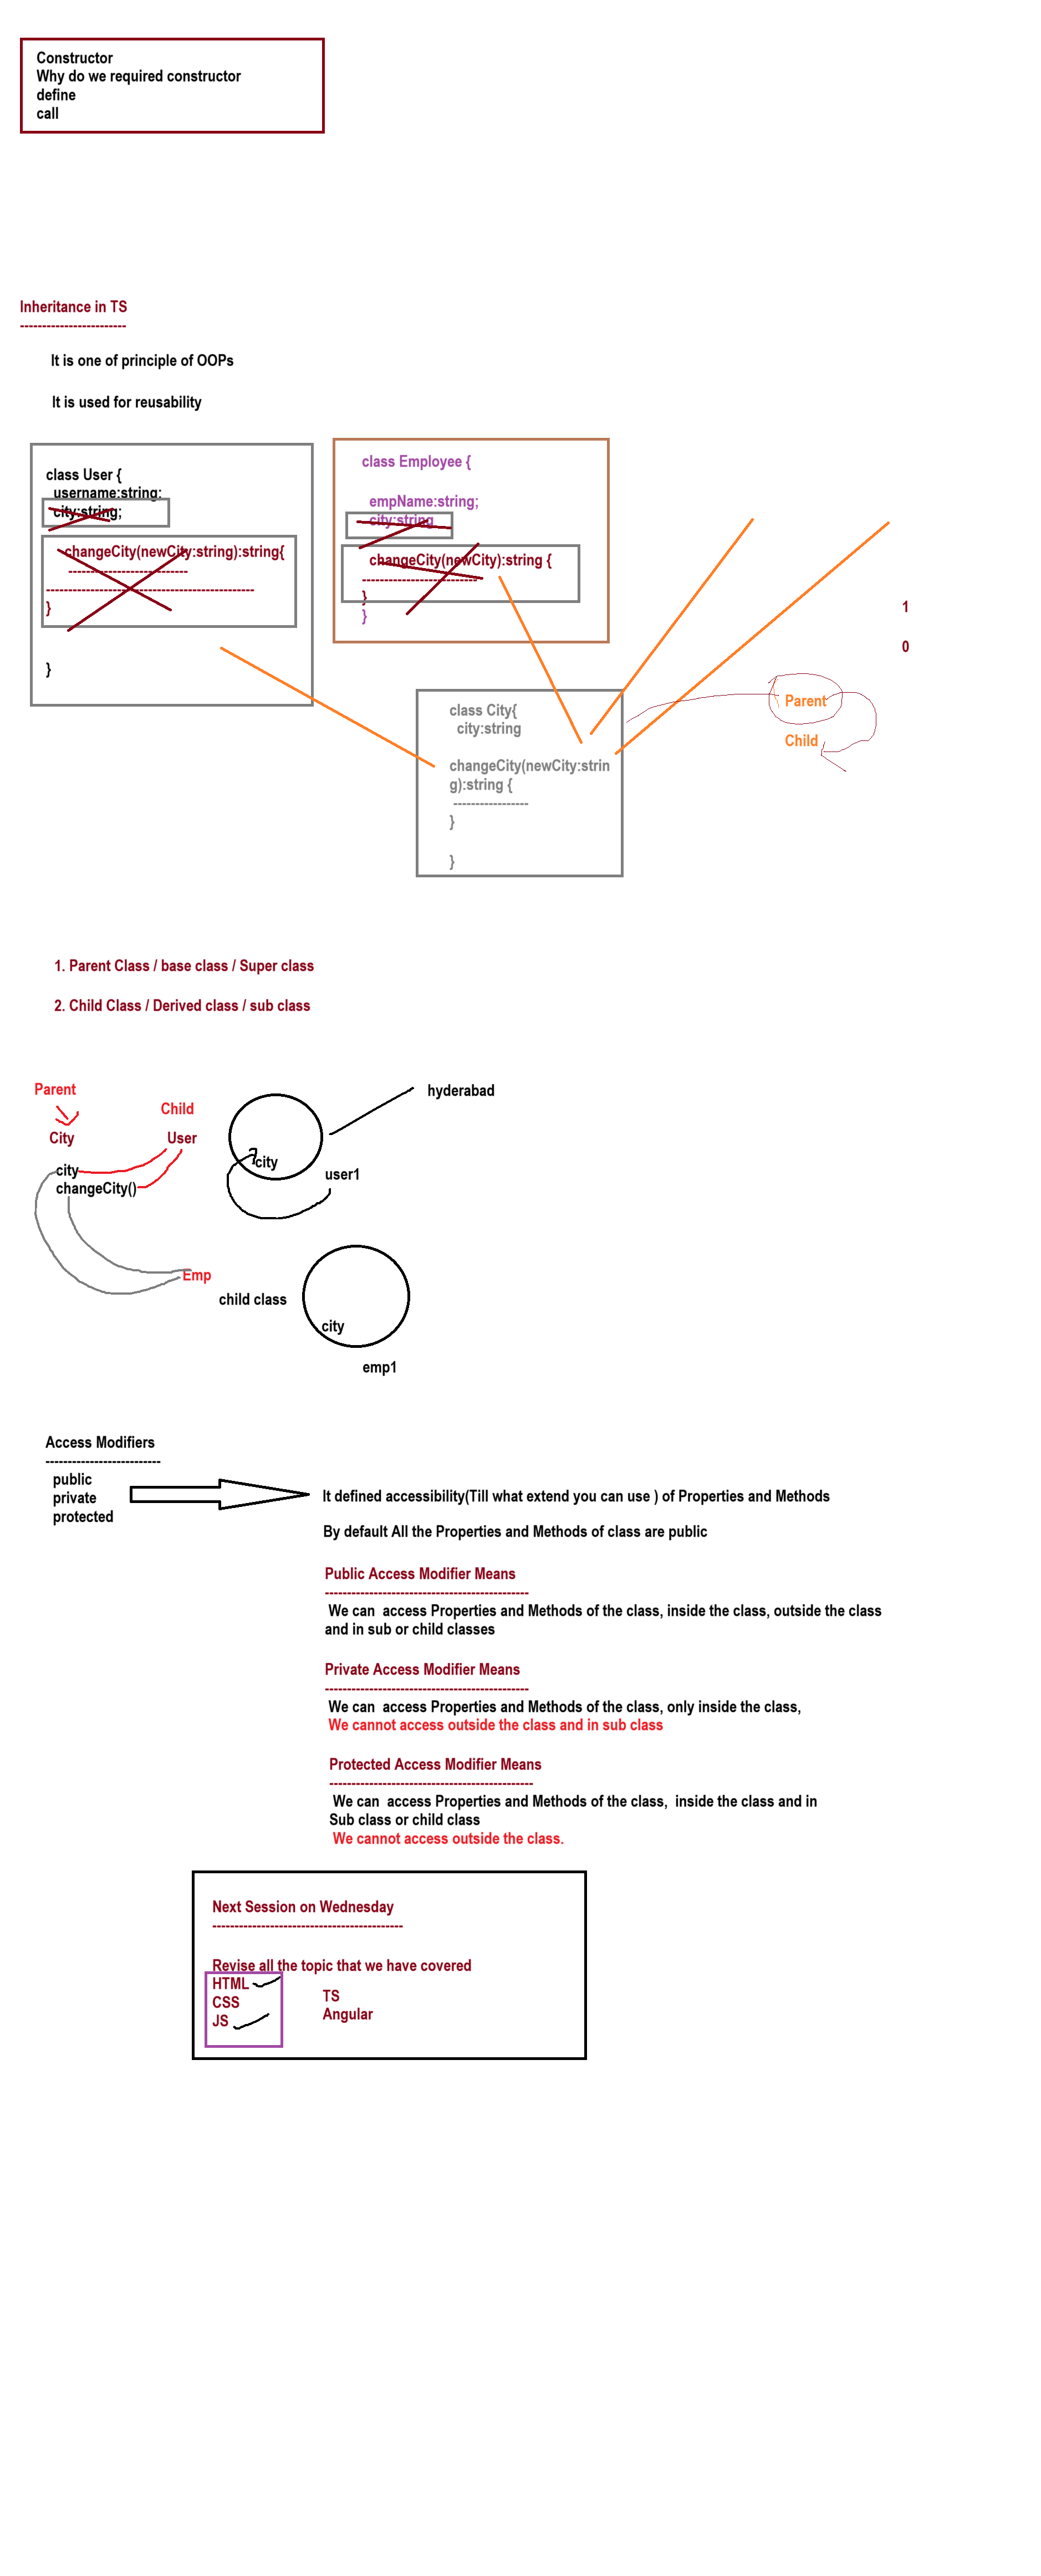 Constructor
Why do we required constructor
define
call
Inheritance in TS
------------------------
It is one of principle of OOPs
It is used for reusability
class User {
username:string;
city:string;
changeCity(newCity:string):string{
---------------------------
-----------------------------------------------
}
}
class Employee {
empName:string;
city:string
changeCity(newCity):string {
--------------------------
}
}
1
0
Parent
Child
class City{
city:string
changeCity(newCity:strin
g):string {
-----------------
}
}
1. Parent Class / base class / Super class
2. Child Class / Derived class / sub class
Parent
Child
City
User
city
changeCity()
hyderabad
city
user1
Emp
child class
city
emp1
Access Modifiers
--------------------------
public
private
protected
It defined accessibility(Till what extend you can use ) of Properties and Methods
By default All the Properties and Methods of class are public
Public Access Modifier Means
----------------------------------------------
We can  access Properties and Methods of the class, inside the class, outside the class
and in sub or child classes
Private Access Modifier Means
----------------------------------------------
We can  access Properties and Methods of the class, only inside the class,
We cannot access outside the class and in sub class
Protected Access Modifier Means
----------------------------------------------
We can  access Properties and Methods of the class,  inside the class and in
Sub class or child class
We cannot access outside the class.
Next Session on Wednesday
-------------------------------------------
Revise all the topic that we have covered
HTML
CSS
JS
TS
Angular